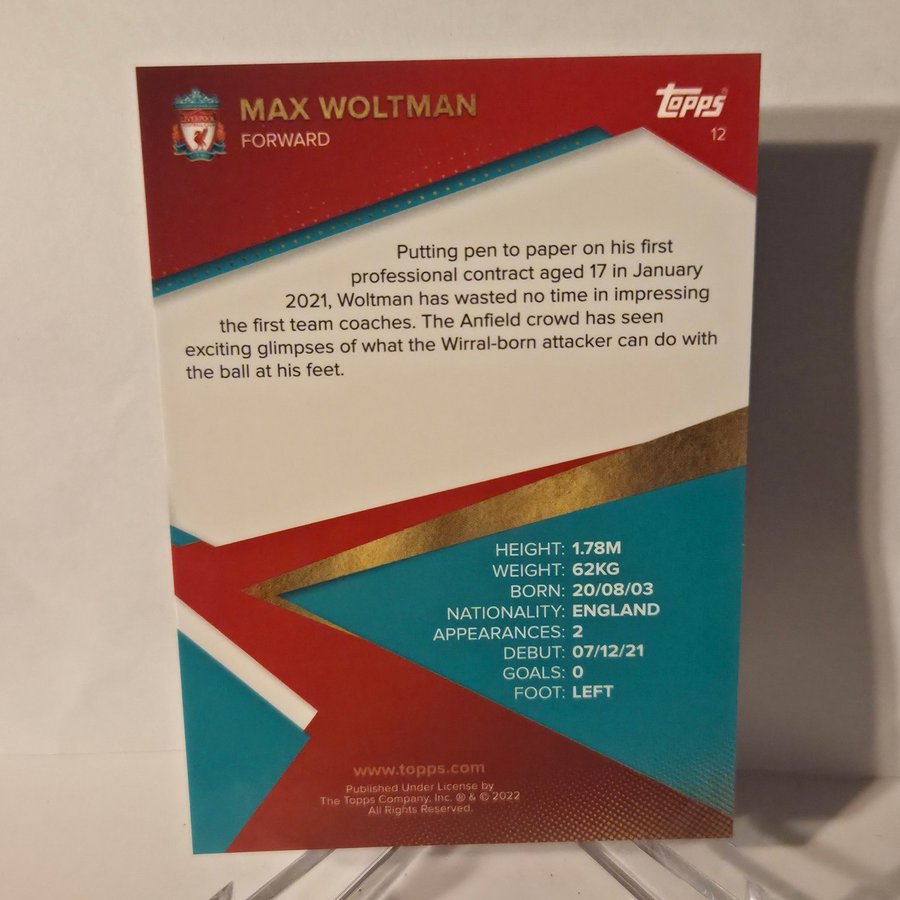 MAX WOLTMAN
FORWARD
Topps
12
LIVERPOOL
Putting pen to paper on his first
professional contract aged 17 in January
2021, Woltman has wasted no time in impressing
the first team coaches. The Anfield crowd has seen
exciting glimpses of what the Wirral-born attacker can do with
the ball at his feet.
HEIGHT: 1.78M
WEIGHT: 62KG
BORN: 20/08/03
NATIONALITY: ENGLAND
APPEARANCES: 2
DEBUT: 07/12/21
GOALS: 0
FOOT: LEFT
www.topps.com
Published Under License by
The Topps Company, Inc. ® & © 2022
All Rights Reserved.